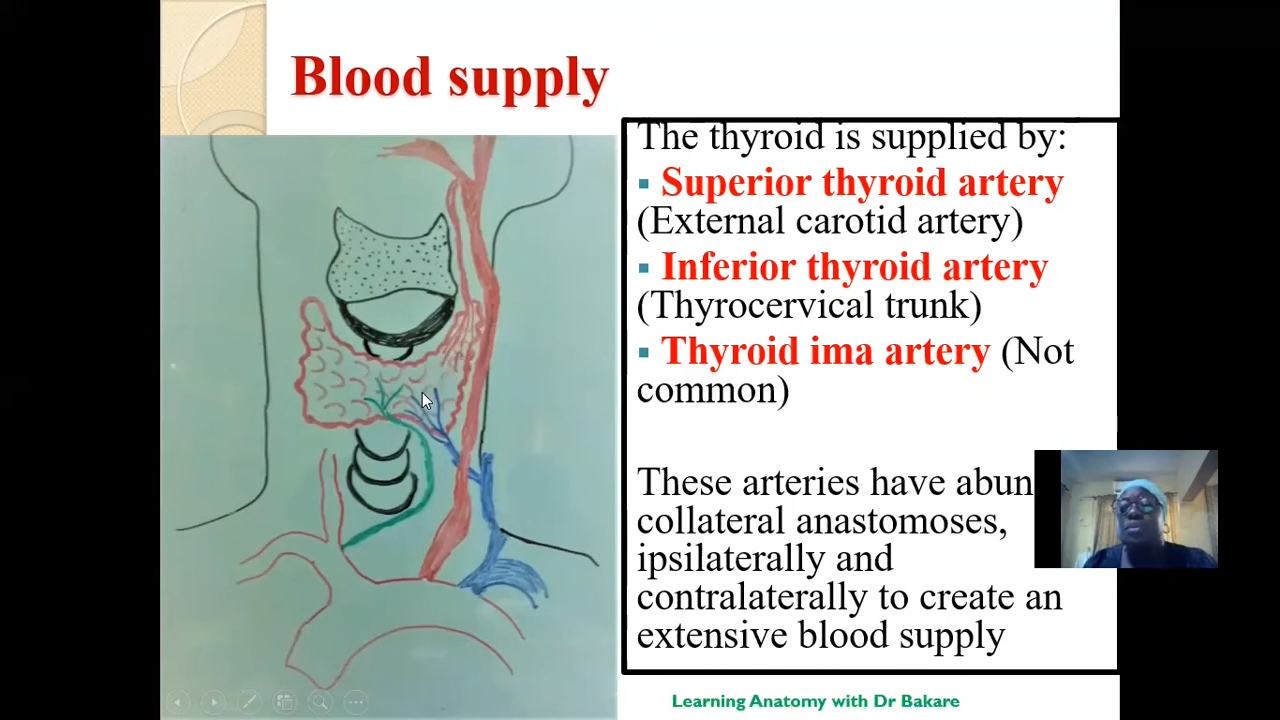 Blood supply
The thyroid is supplied by:
▪ Superior thyroid artery
(External carotid artery)
▪ Inferior thyroid artery
(Thyrocervical trunk)
▪ Thyroid ima artery (Not
common)
These arteries have abun
collateral anastomoses,
ipsilaterally and
contralaterally to create an
extensive blood supply
Learning Anatomy with Dr Bakare